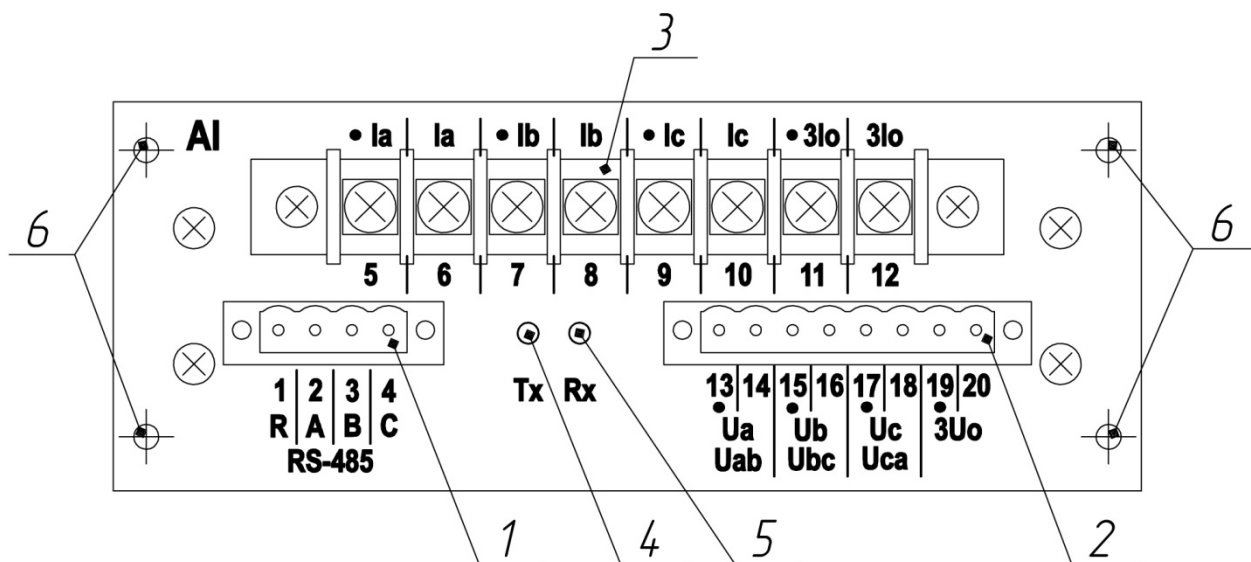 3
AI
• Ia Ia • Ib Ib • Ic Ic • 3Io 3Io
6 6
5 6 7 8 9 10 11 12
Tx Rx
1 2 3 4
R A B C
RS-485
13 14 15 16 17 18 19 20
• Ua • Ub • Uc • 3Uo
Uab Ubc Uca
1 4 5 2